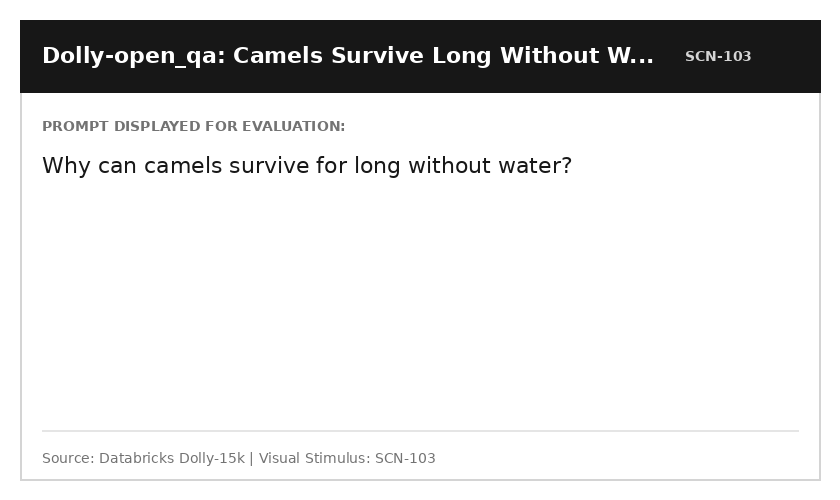 Dolly-open_qa: Camels Survive Long Without W... SCN-103
PROMPT DISPLAYED FOR EVALUATION:
Why can camels survive for long without water?
Source: Databricks Dolly-15k | Visual Stimulus: SCN-103